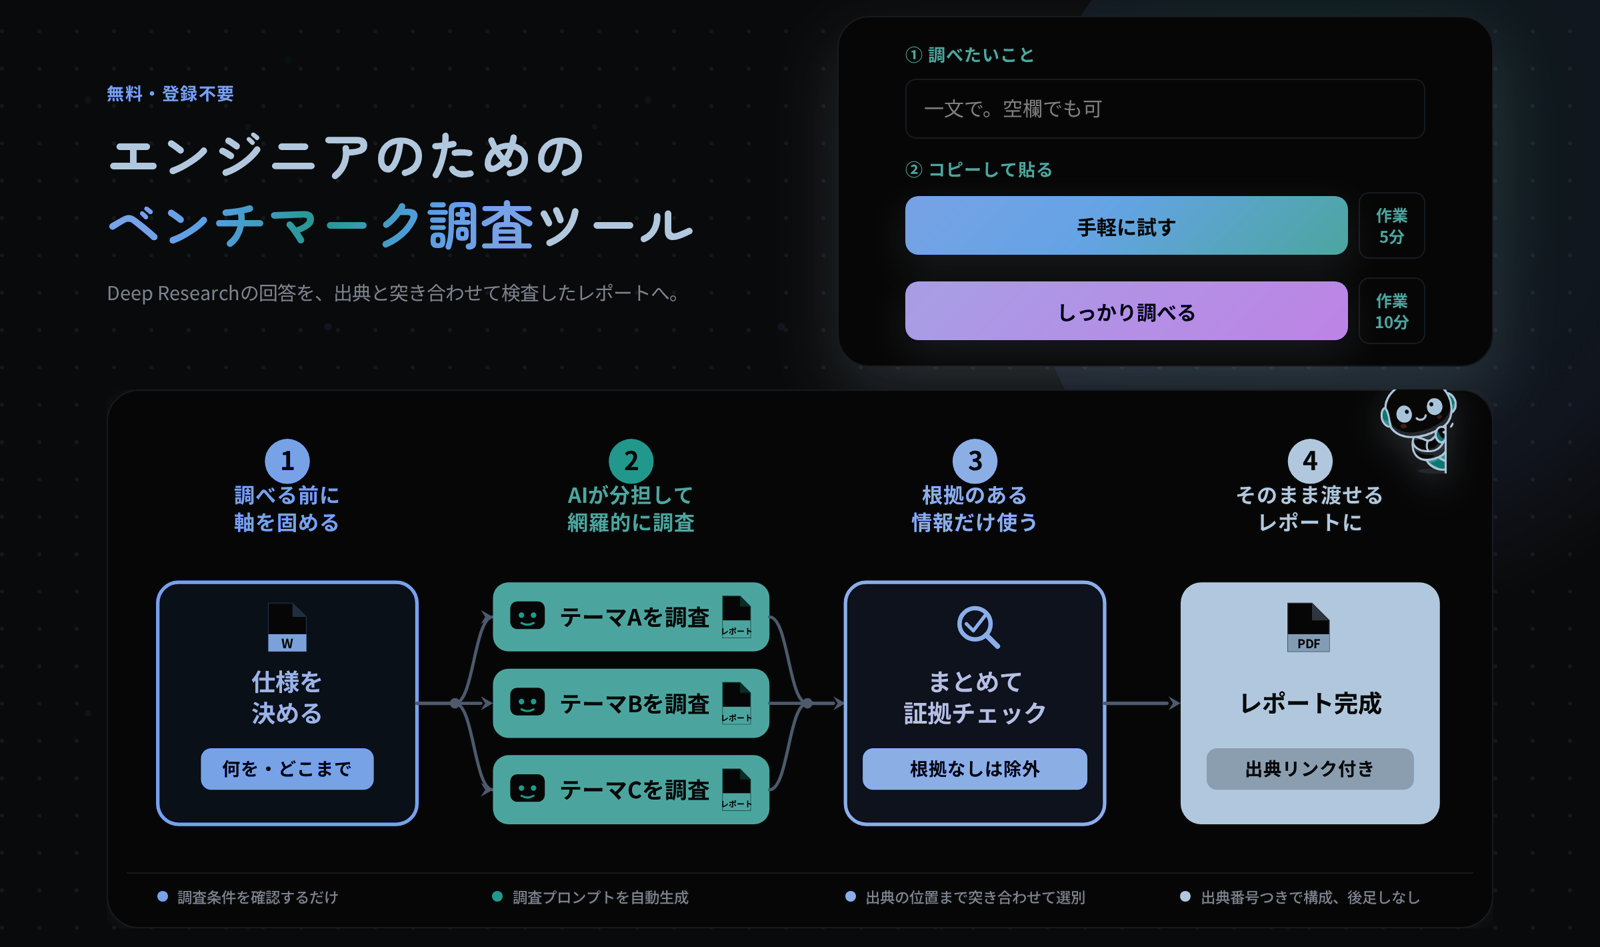 無料・登録不要
エンジニアのための
ベンチマーク調査ツール
Deep Researchの回答を、出典と突き合わせて検査したレポートへ。
① 調べたいこと
一文で。空欄でも可
② コピーして貼る
手軽に試す
作業
5分
しっかり調べる
作業
10分
1
調べる前に
軸を固める
W
仕様を
決める
何を・どこまで
調査条件を確認するだけ
2
AIが分担して
網羅的に調査
テーマAを調査
レポート
テーマBを調査
レポート
テーマCを調査
レポート
調査プロンプトを自動生成
3
根拠のある
情報だけ使う
まとめて
証拠チェック
根拠なしは除外
出典の位置まで突き合わせて選別
4
そのまま渡せる
レポートに
PDF
レポート完成
出典リンク付き
出典番号つきで構成、後足しなし